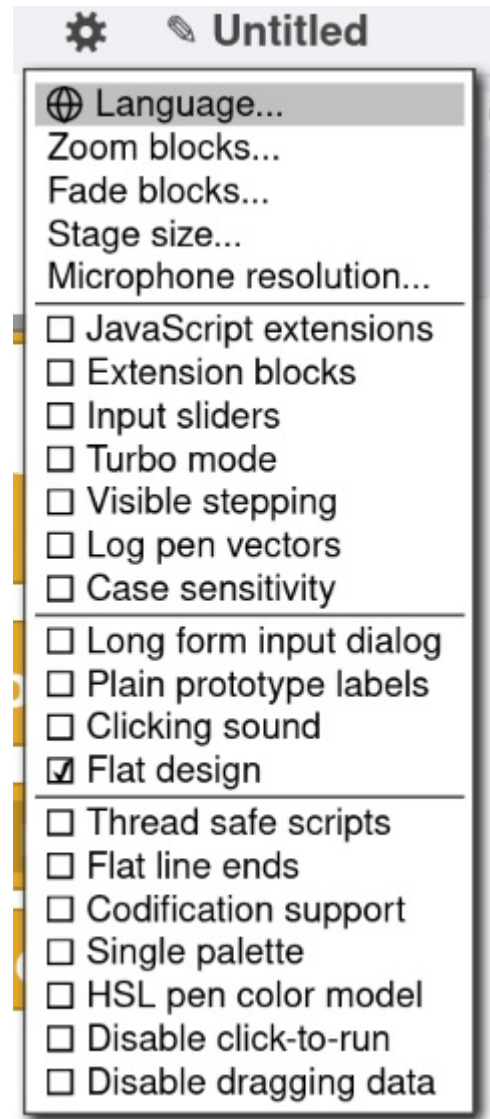 Untitled
Language...
Zoom blocks...
Fade blocks...
Stage size...
Microphone resolution...
JavaScript extensions
Extension blocks
Input sliders
Turbo mode
Visible stepping
Log pen vectors
Case sensitivity
Long form input dialog
Plain prototype labels
Clicking sound
Flat design
Thread safe scripts
Flat line ends
Codification support
Single palette
HSL pen color model
Disable click-to-run
Disable dragging data